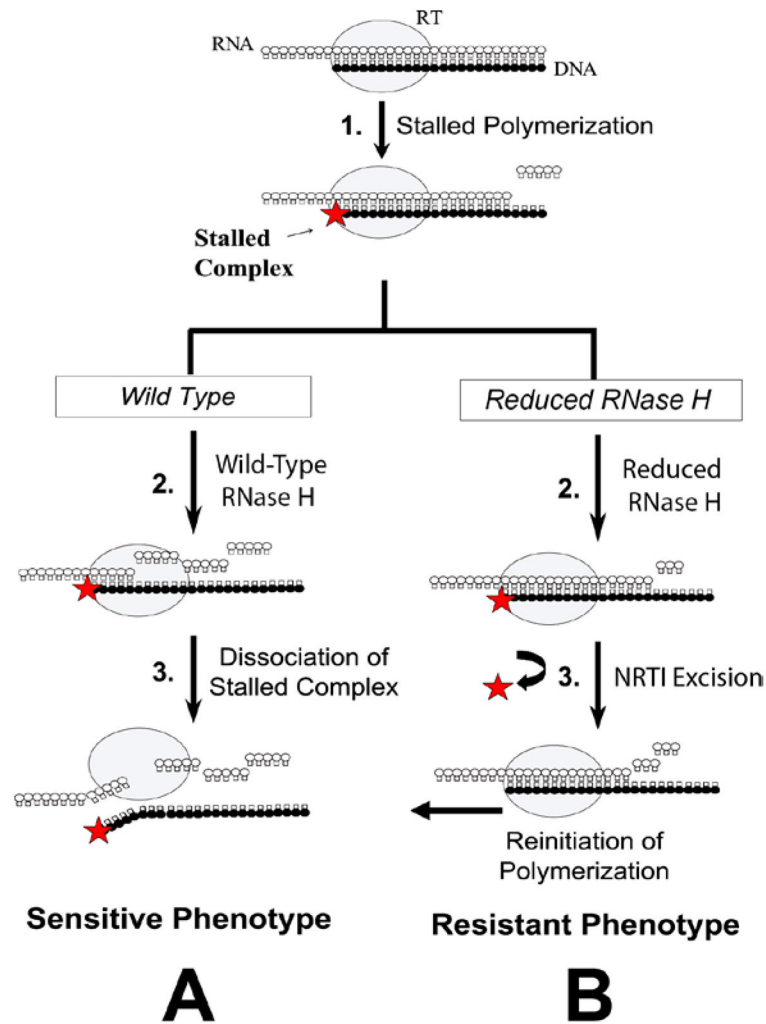 RT
RNA
DNA
1. Stalled Polymerization
Stalled
Complex
Wild Type
Reduced RNase H
2. Wild-Type
RNase H
2. Reduced
RNase H
3. Dissociation of
Stalled Complex
3. NRTI Excision
Reinitiation of
Polymerization
Sensitive Phenotype
Resistant Phenotype
A
B